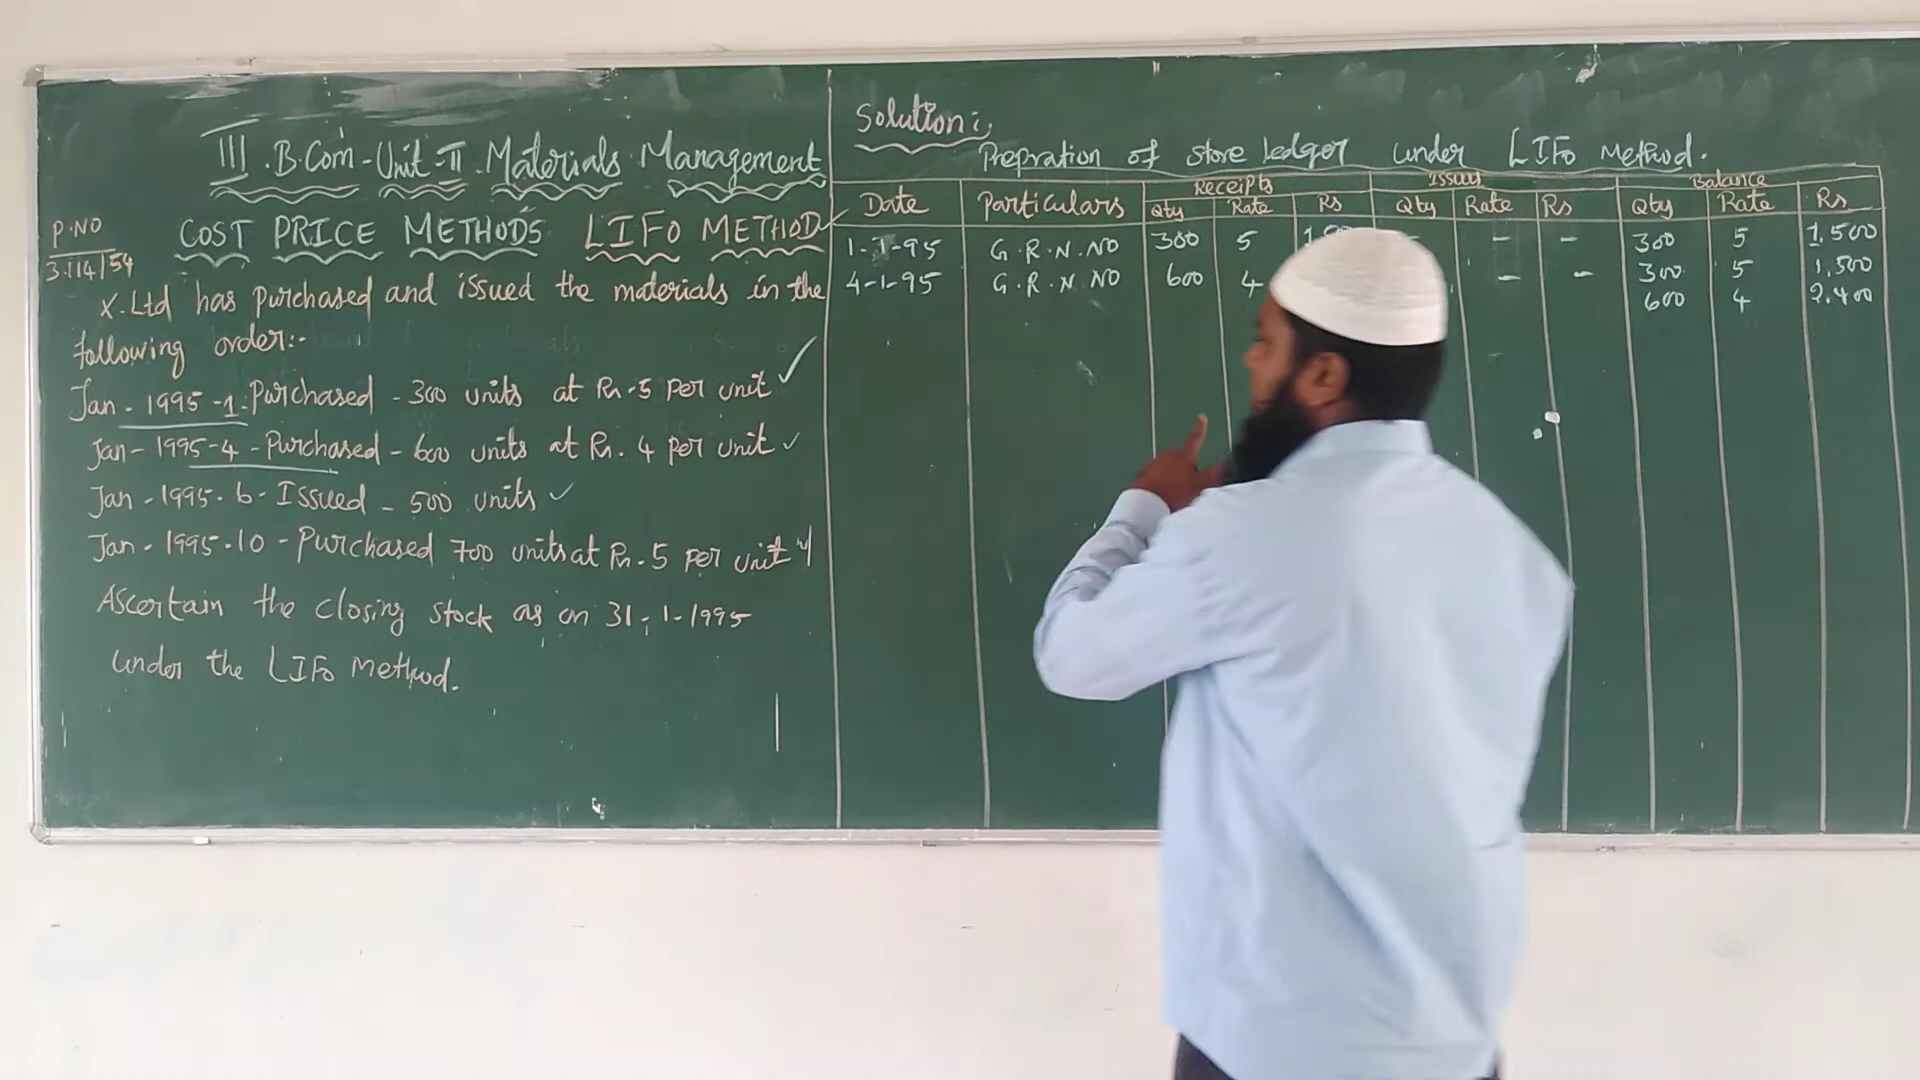 III.B.Com-Unit-II Materials Management
P.NO
3.114/54
COST PRICE METHODS LIFO METHOD
X.Ltd has purchased and issued the materials in the
following order:-
Jan-1995-1-Purchased-300 units at Rs.5 per unit
Jan-1995-4-Purchased-600 units at Rs.4 per unit
Jan-1995.6-Issued-500 units
Jan-1995.10-Purchased 700 units at Rs.5 per unit
Ascertain the closing stock as on 31-1-1995
under the LIFO Method.
Solution:
Prepration of store ledger under LIFO Method.
Receipts Issues Balance
Date Particulars Qty Rate Rs Qty Rate Rs Qty Rate Rs
1-1-95 G.R.N.NO 300 5 - - 300 5 1.500
4-1-95 G.R.N NO 600 4 - - 300 5 1.500
600 4 2.400